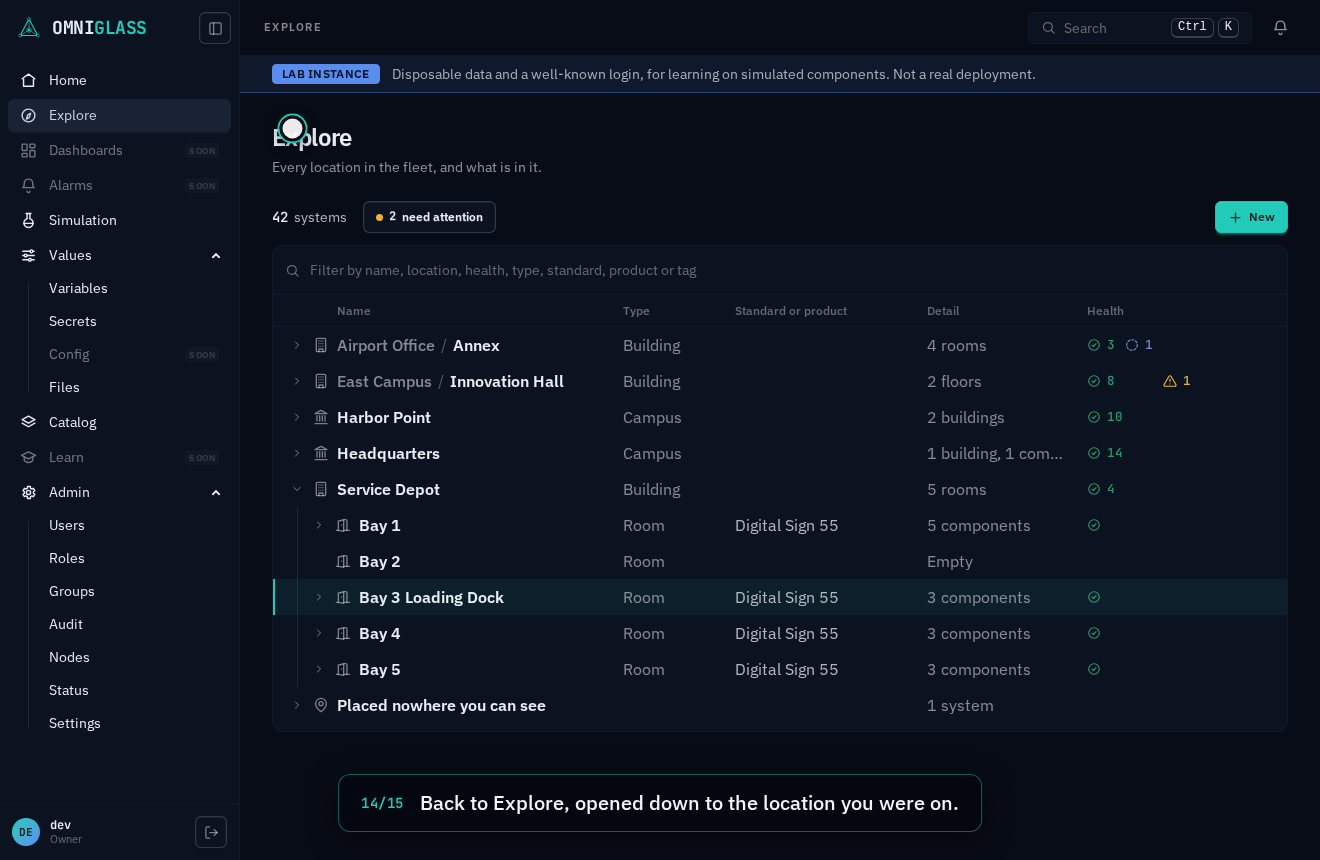 OMNIGLASS
EXPLORE
Search Ctrl K
LAB INSTANCE Disposable data and a well-known login, for learning on simulated components. Not a real deployment.
Home
Explore
Dashboards SOON
Alarms SOON
Simulation
Values
Variables
Secrets
Config SOON
Files
Catalog
Learn SOON
Admin
Users
Roles
Groups
Audit
Nodes
Status
Settings
DE dev
Owner
Explore
Every location in the fleet, and what is in it.
42 systems 2 need attention New
Filter by name, location, health, type, standard, product or tag
Name Type Standard or product Detail Health
Airport Office / Annex Building 4 rooms 3 1
East Campus / Innovation Hall Building 2 floors 8 1
Harbor Point Campus 2 buildings 10
Headquarters Campus 1 building, 1 com... 14
Service Depot Building 5 rooms 4
Bay 1 Room Digital Sign 55 5 components
Bay 2 Room Empty
Bay 3 Loading Dock Room Digital Sign 55 3 components
Bay 4 Room Digital Sign 55 3 components
Bay 5 Room Digital Sign 55 3 components
Placed nowhere you can see 1 system
14/15 Back to Explore, opened down to the location you were on.